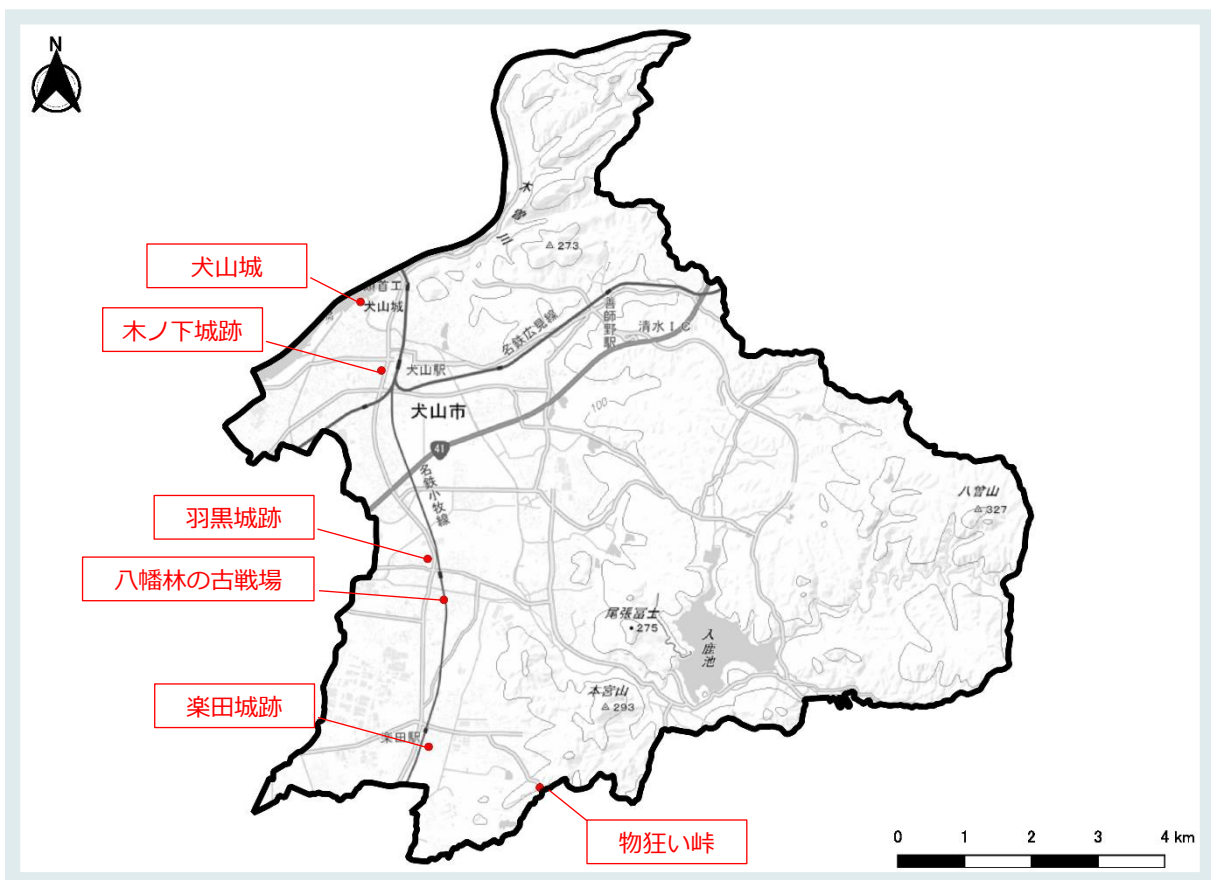 N
木曽川
273
犬山城
犬山城
木ノ下城跡
名鉄広見線
善師野駅
清水IC
犬山駅
犬山市
100
41
名鉄小牧線
八曾山
327
羽黒城跡
八幡林の古戦場
尾張冨士
275
入鹿池
楽田城跡
本宮山
293
楽田駅
物狂い峠
0 1 2 3 4 km